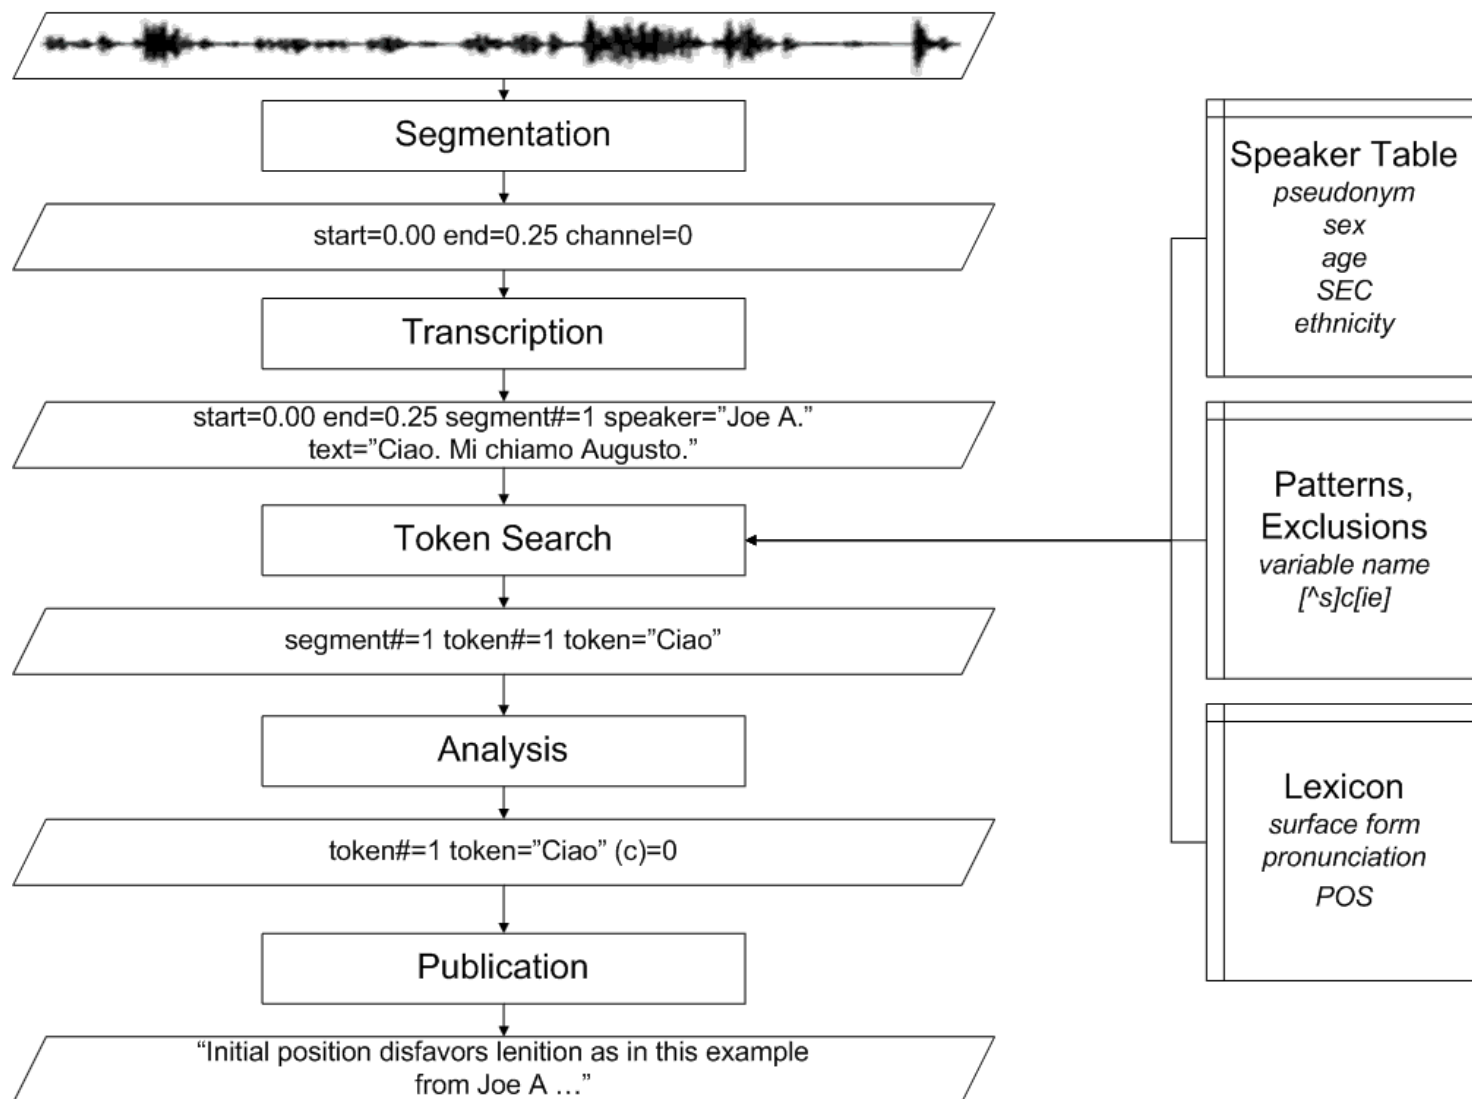 Segmentation
start=0.00 end=0.25 channel=0
Transcription
start=0.00 end=0.25 segment#=1 speaker=”Joe A.”
text=”Ciao. Mi chiamo Augusto.”
Token Search
segment#=1 token#=1 token=”Ciao”
Analysis
token#=1 token=”Ciao” (c)=0
Publication
“Initial position disfavors lenition as in this example
from Joe A …”
Speaker Table
pseudonym
sex
age
SEC
ethnicity
Patterns,
Exclusions
variable name
[^s]c[ie]
Lexicon
surface form
pronunciation
POS